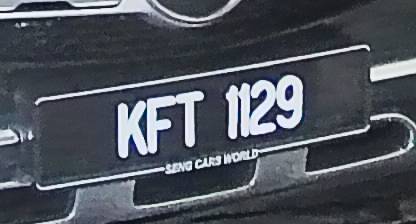 KFT 1129
SENG CARS WORLD